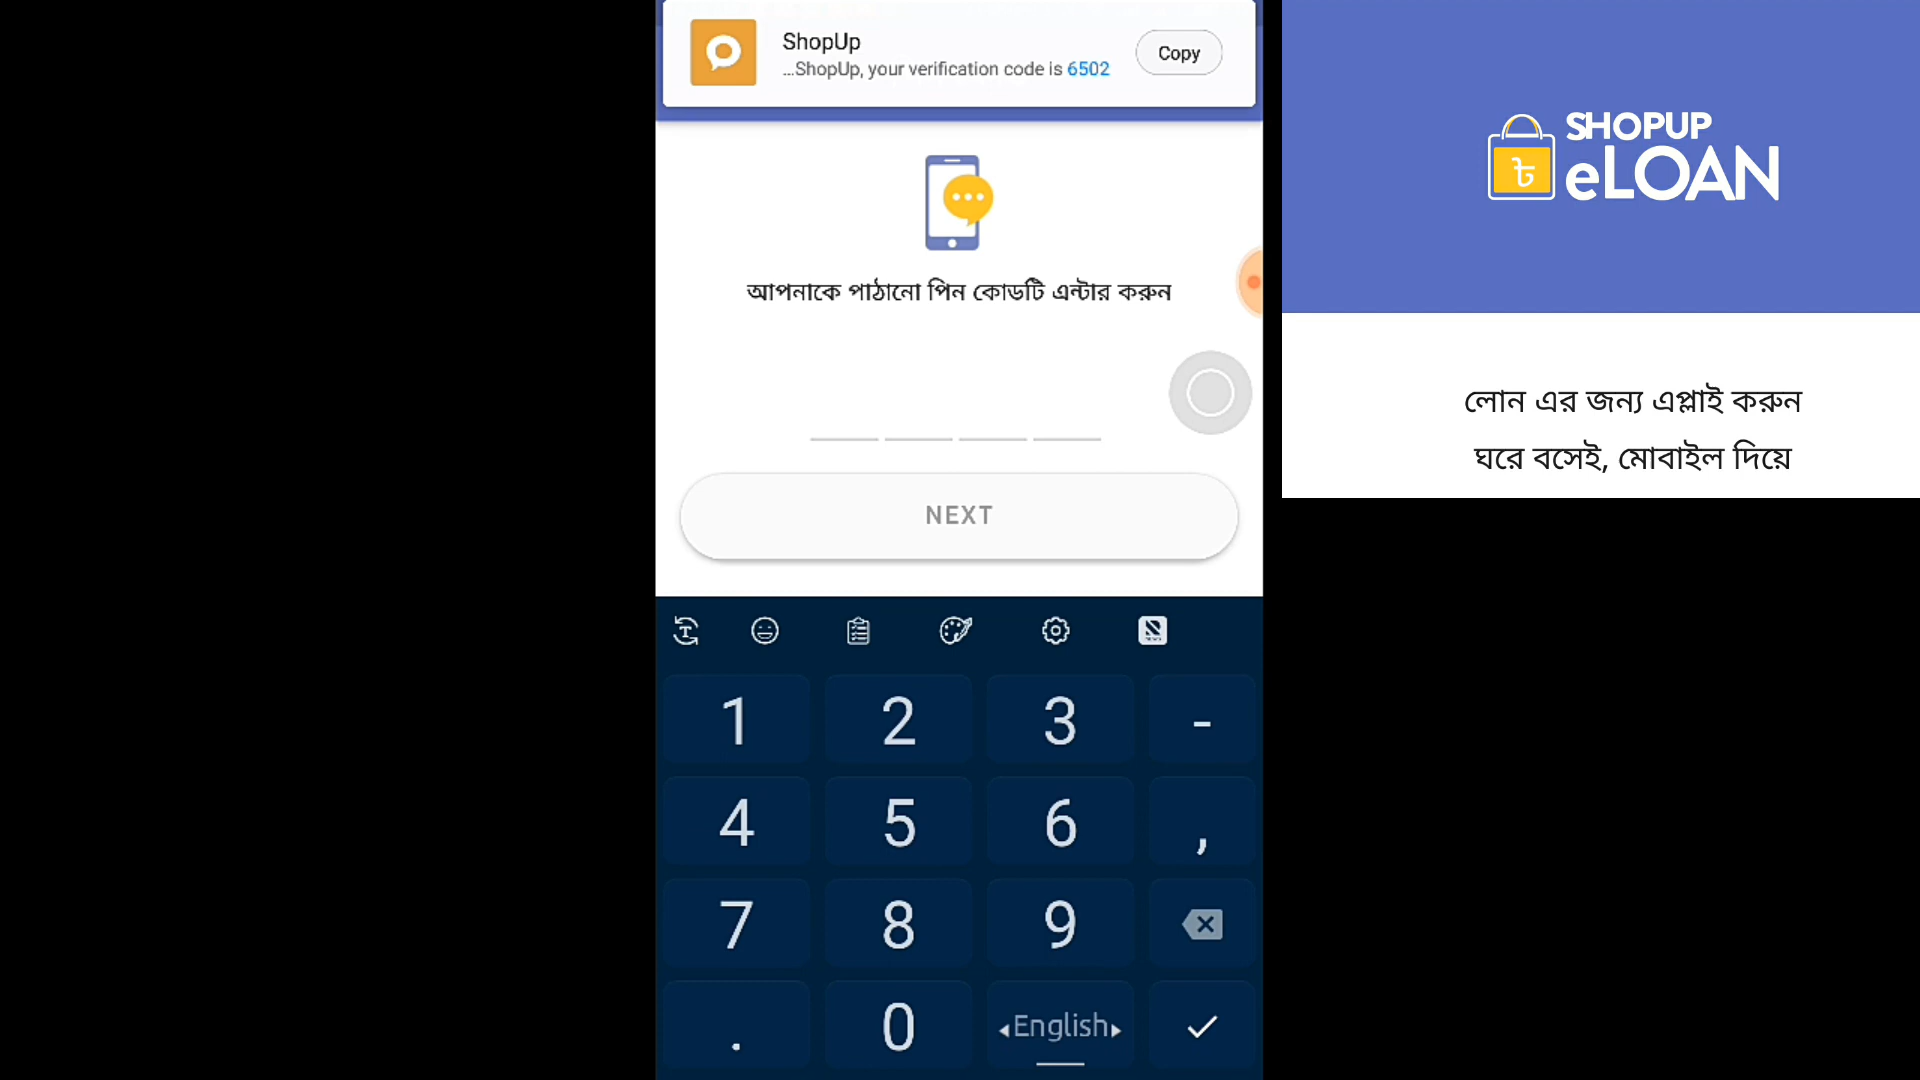 ShopUp
...ShopUp, your verification code is 6502
Copy
আপনাকে পাঠানো পিন কোডটি এন্টার করুন
NEXT
1 2 3 -
4 5 6 ,
7 8 9
. 0 English
SHOPUP
eLOAN
লোন এর জন্য এপ্লাই করুন
ঘরে বসেই, মোবাইল দিয়ে